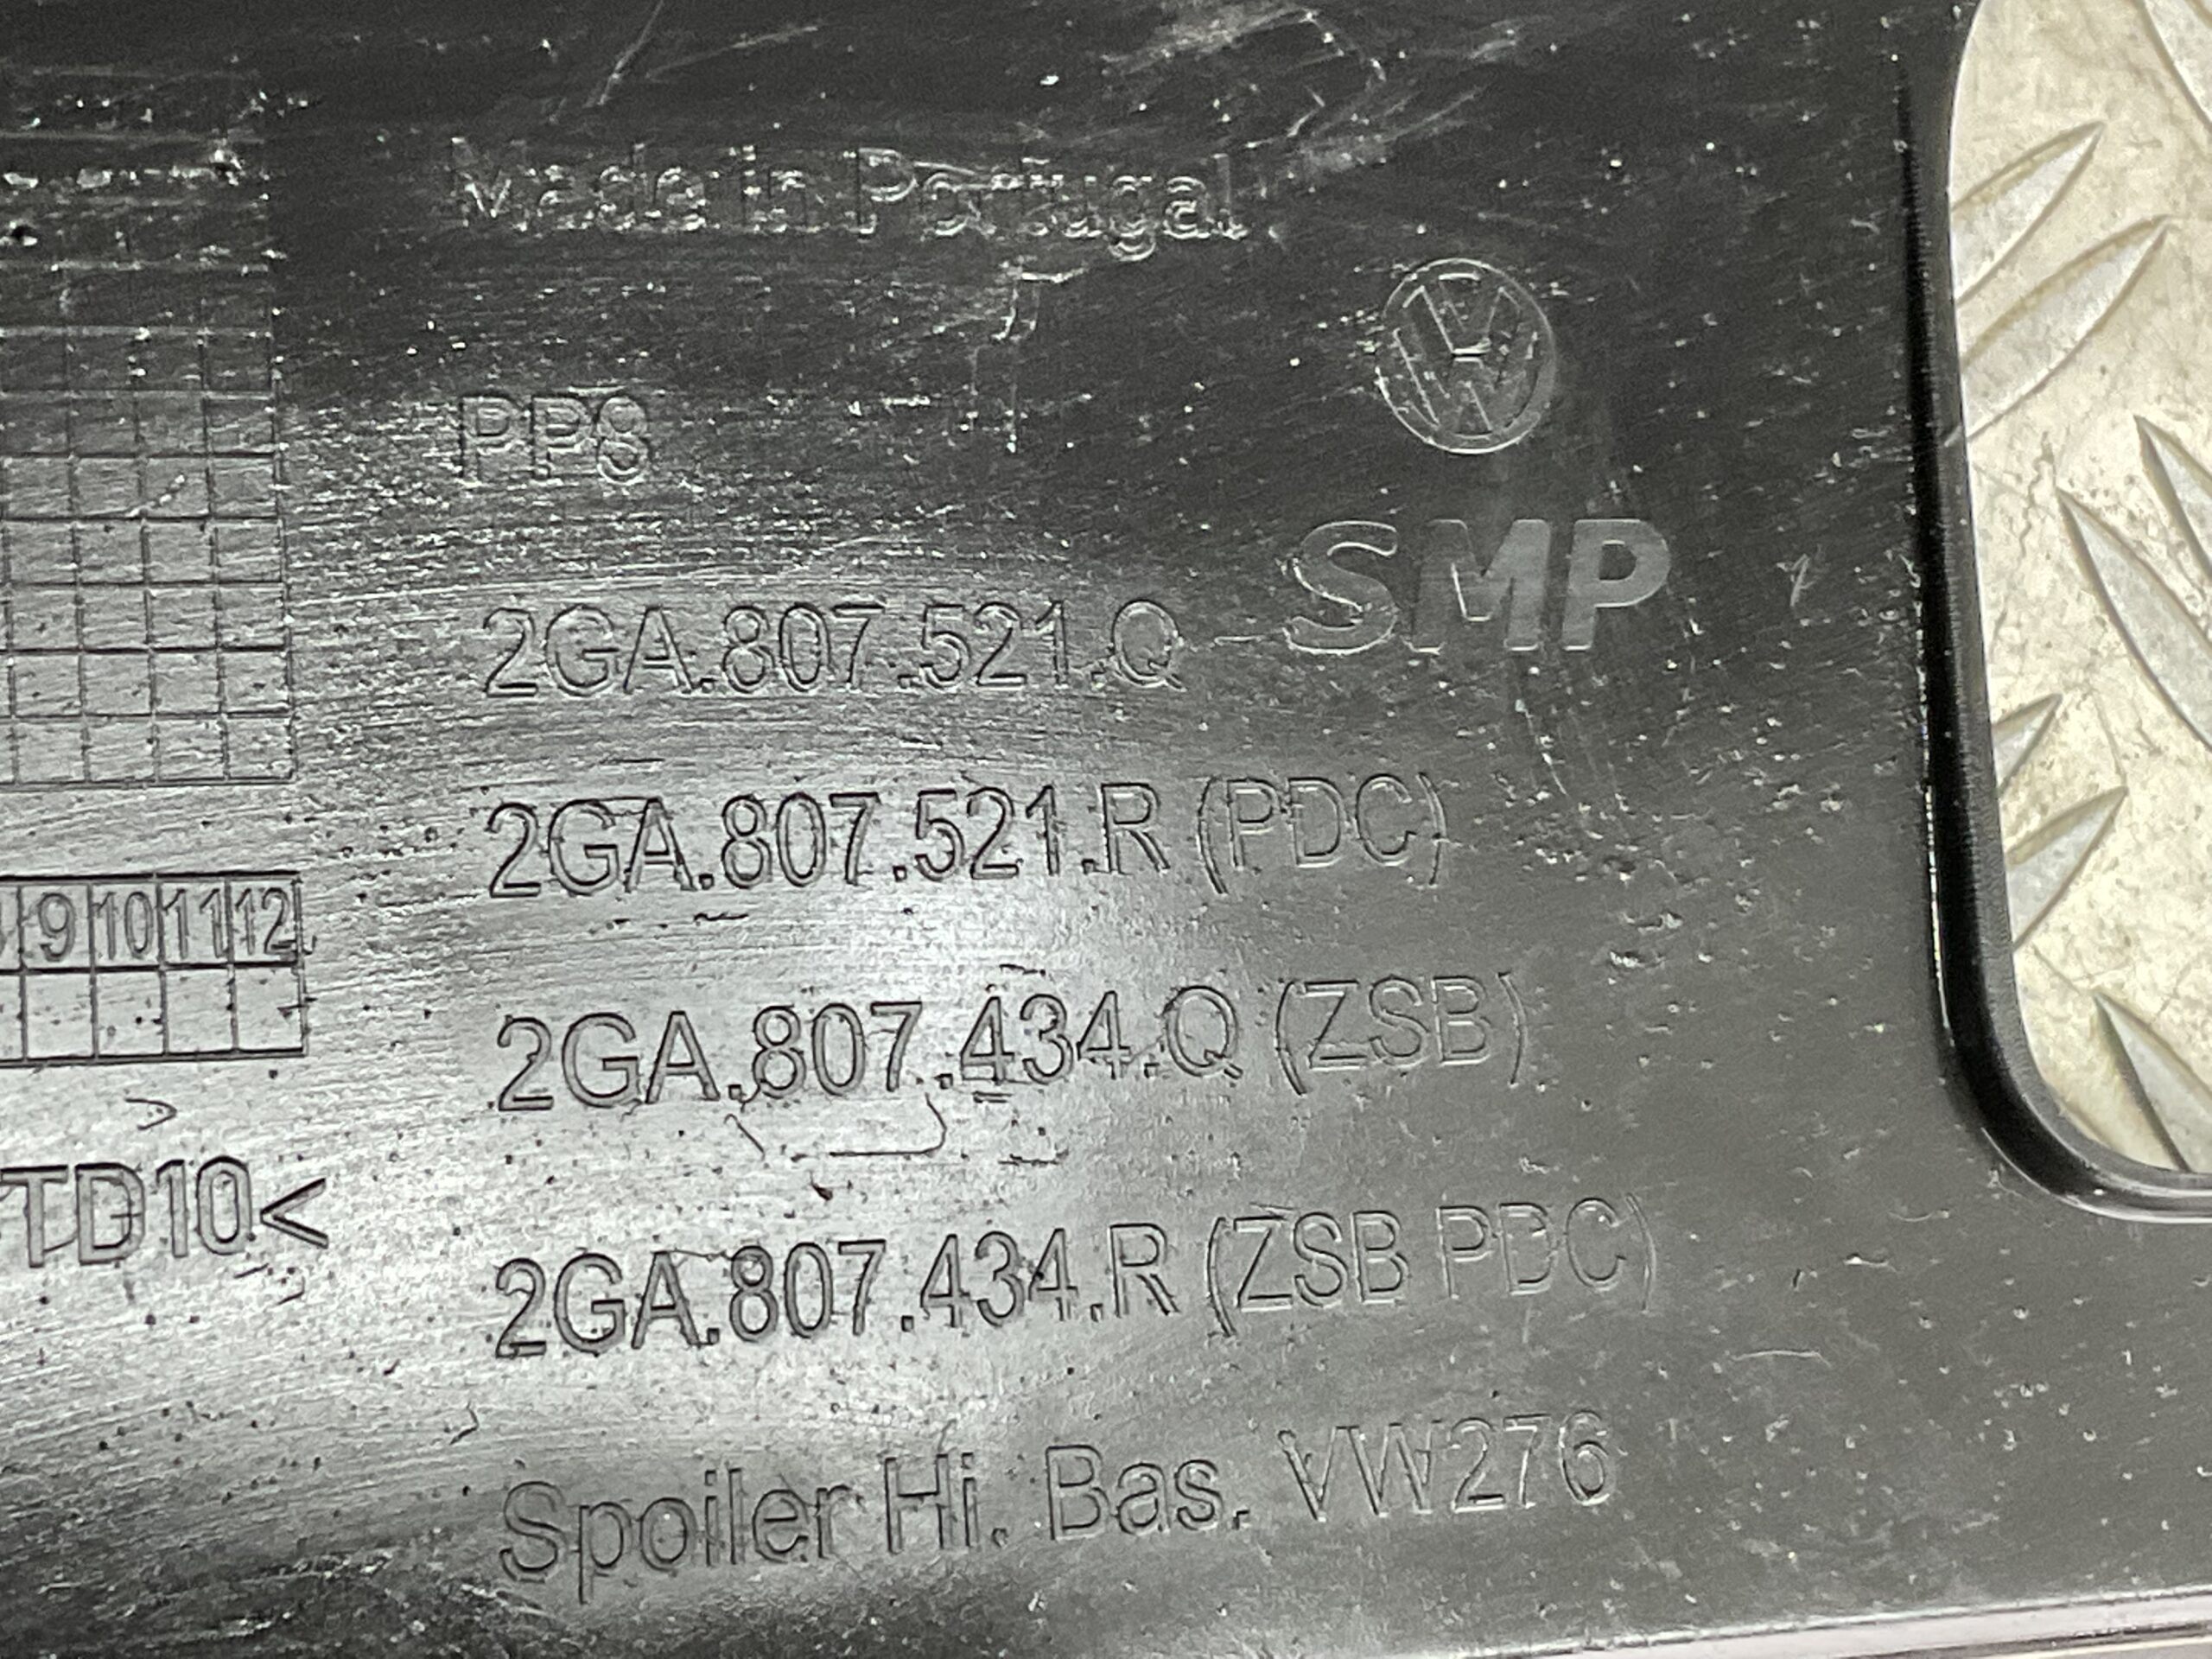 Made in Portugal
PP8
SMP
2GA.807.521.Q
2GA.807.521.R (PDC)
9 10 11 12
2GA.807.434.Q (ZSB)
TD10<
2GA.807.434.R (ZSB PDC)
Spoiler Hi. Bas. VW276